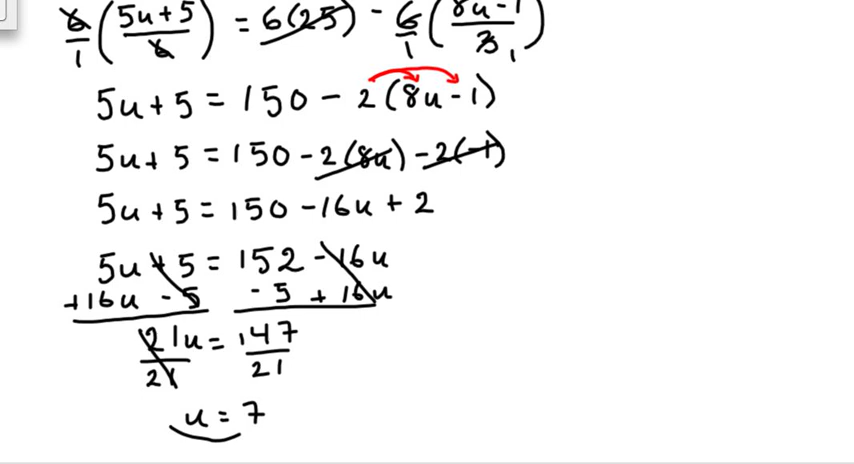 6/1 (5u+5/6) = 6(25) - 6/1 (8u-1/3) 1
5u+5 = 150 - 2(8u-1)
5u+5 = 150 - 2(8u) - 2(-1)
5u+5 = 150 - 16u + 2
5u+5 = 152 - 16u
+16u - 5 - 5 + 16u
21u = 147
21 21
u = 7